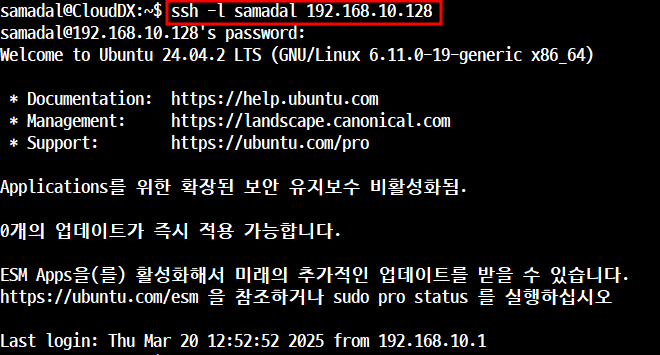 samadal@CloudDX:~$ ssh -l samadal 192.168.10.128
samadal@192.168.10.128's password:
Welcome to Ubuntu 24.04.2 LTS (GNU/Linux 6.11.0-19-generic x86_64)
* Documentation:  https://help.ubuntu.com
* Management:     https://landscape.canonical.com
* Support:        https://ubuntu.com/pro
Applications를 위한 확장된 보안 유지보수 비활성화됨.
0개의 업데이트가 즉시 적용 가능합니다.
ESM Apps을(를) 활성화해서 미래의 추가적인 업데이트를 받을 수 있습니다.
https://ubuntu.com/esm 을 참조하거나 sudo pro status 를 실행하십시오
Last login: Thu Mar 20 12:52:52 2025 from 192.168.10.1